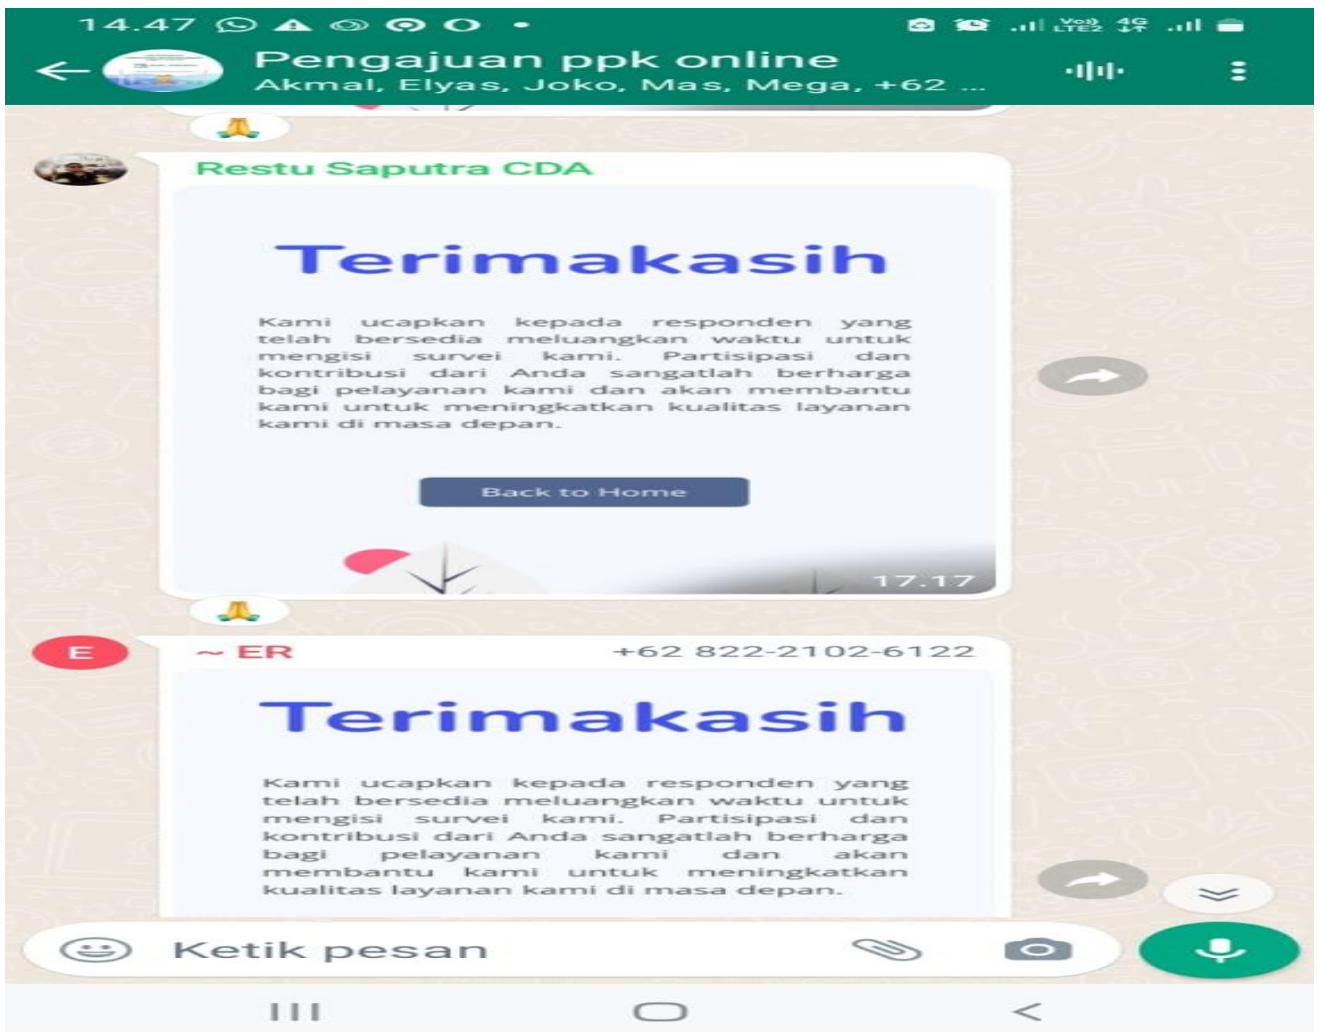 14.47
Vo)) 4G
LTE2
Pengajuan ppk online
Akmal, Elyas, Joko, Mas, Mega, +62 ...
Restu Saputra CDA
Terimakasih
Kami ucapkan kepada responden yang
telah bersedia meluangkan waktu untuk
mengisi survei kami. Partisipasi dan
kontribusi dari Anda sangatlah berharga
bagi pelayanan kami dan akan membantu
kami untuk meningkatkan kualitas layanan
kami di masa depan.
Back to Home
17.17
E
~ ER +62 822-2102-6122
Terimakasih
Kami ucapkan kepada responden yang
telah bersedia meluangkan waktu untuk
mengisi survei kami. Partisipasi dan
kontribusi dari Anda sangatlah berharga
bagi pelayanan kami dan akan
membantu kami untuk meningkatkan
kualitas layanan kami di masa depan.
Ketik pesan